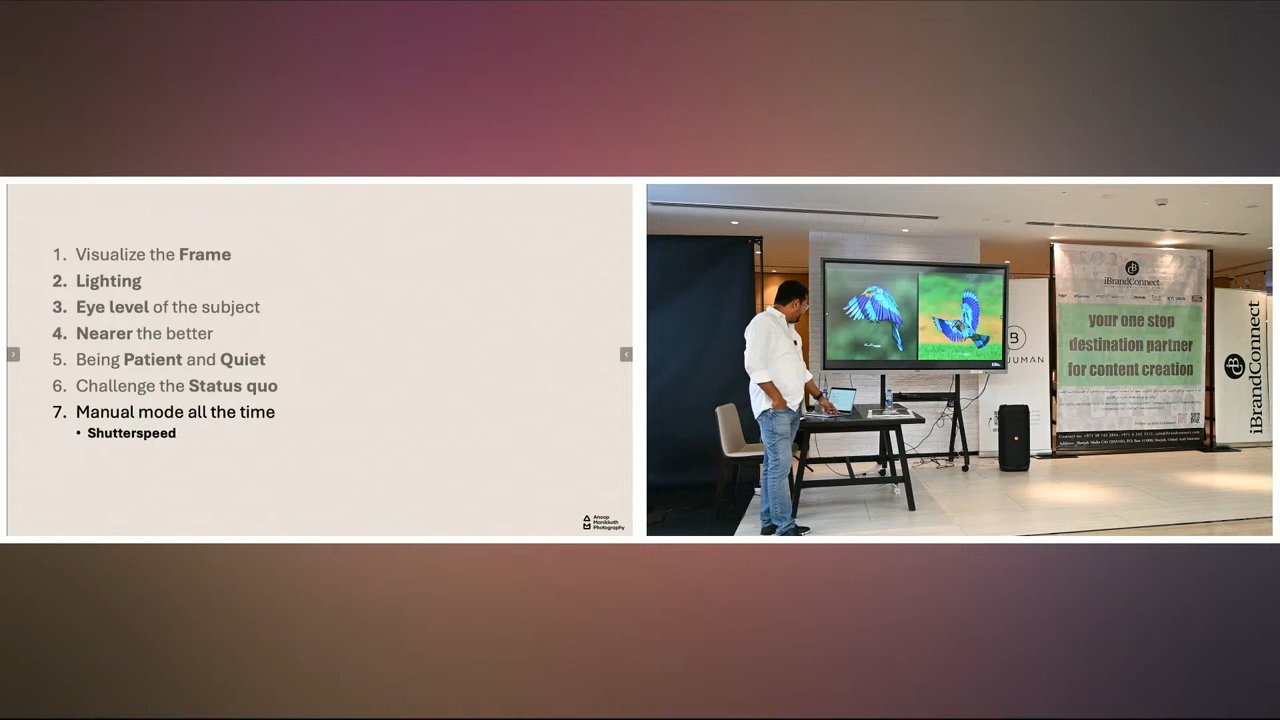 1. Visualize the Frame
2. Lighting
3. Eye level of the subject
4. Nearer the better
5. Being Patient and Quiet
6. Challenge the Status quo
7. Manual mode all the time
• Shutterspeed
Anoop
Manikkoth
Photography
B
UUMAN
iBrandConnect
your one stop
destination partner
for content creation
iBrandConnect